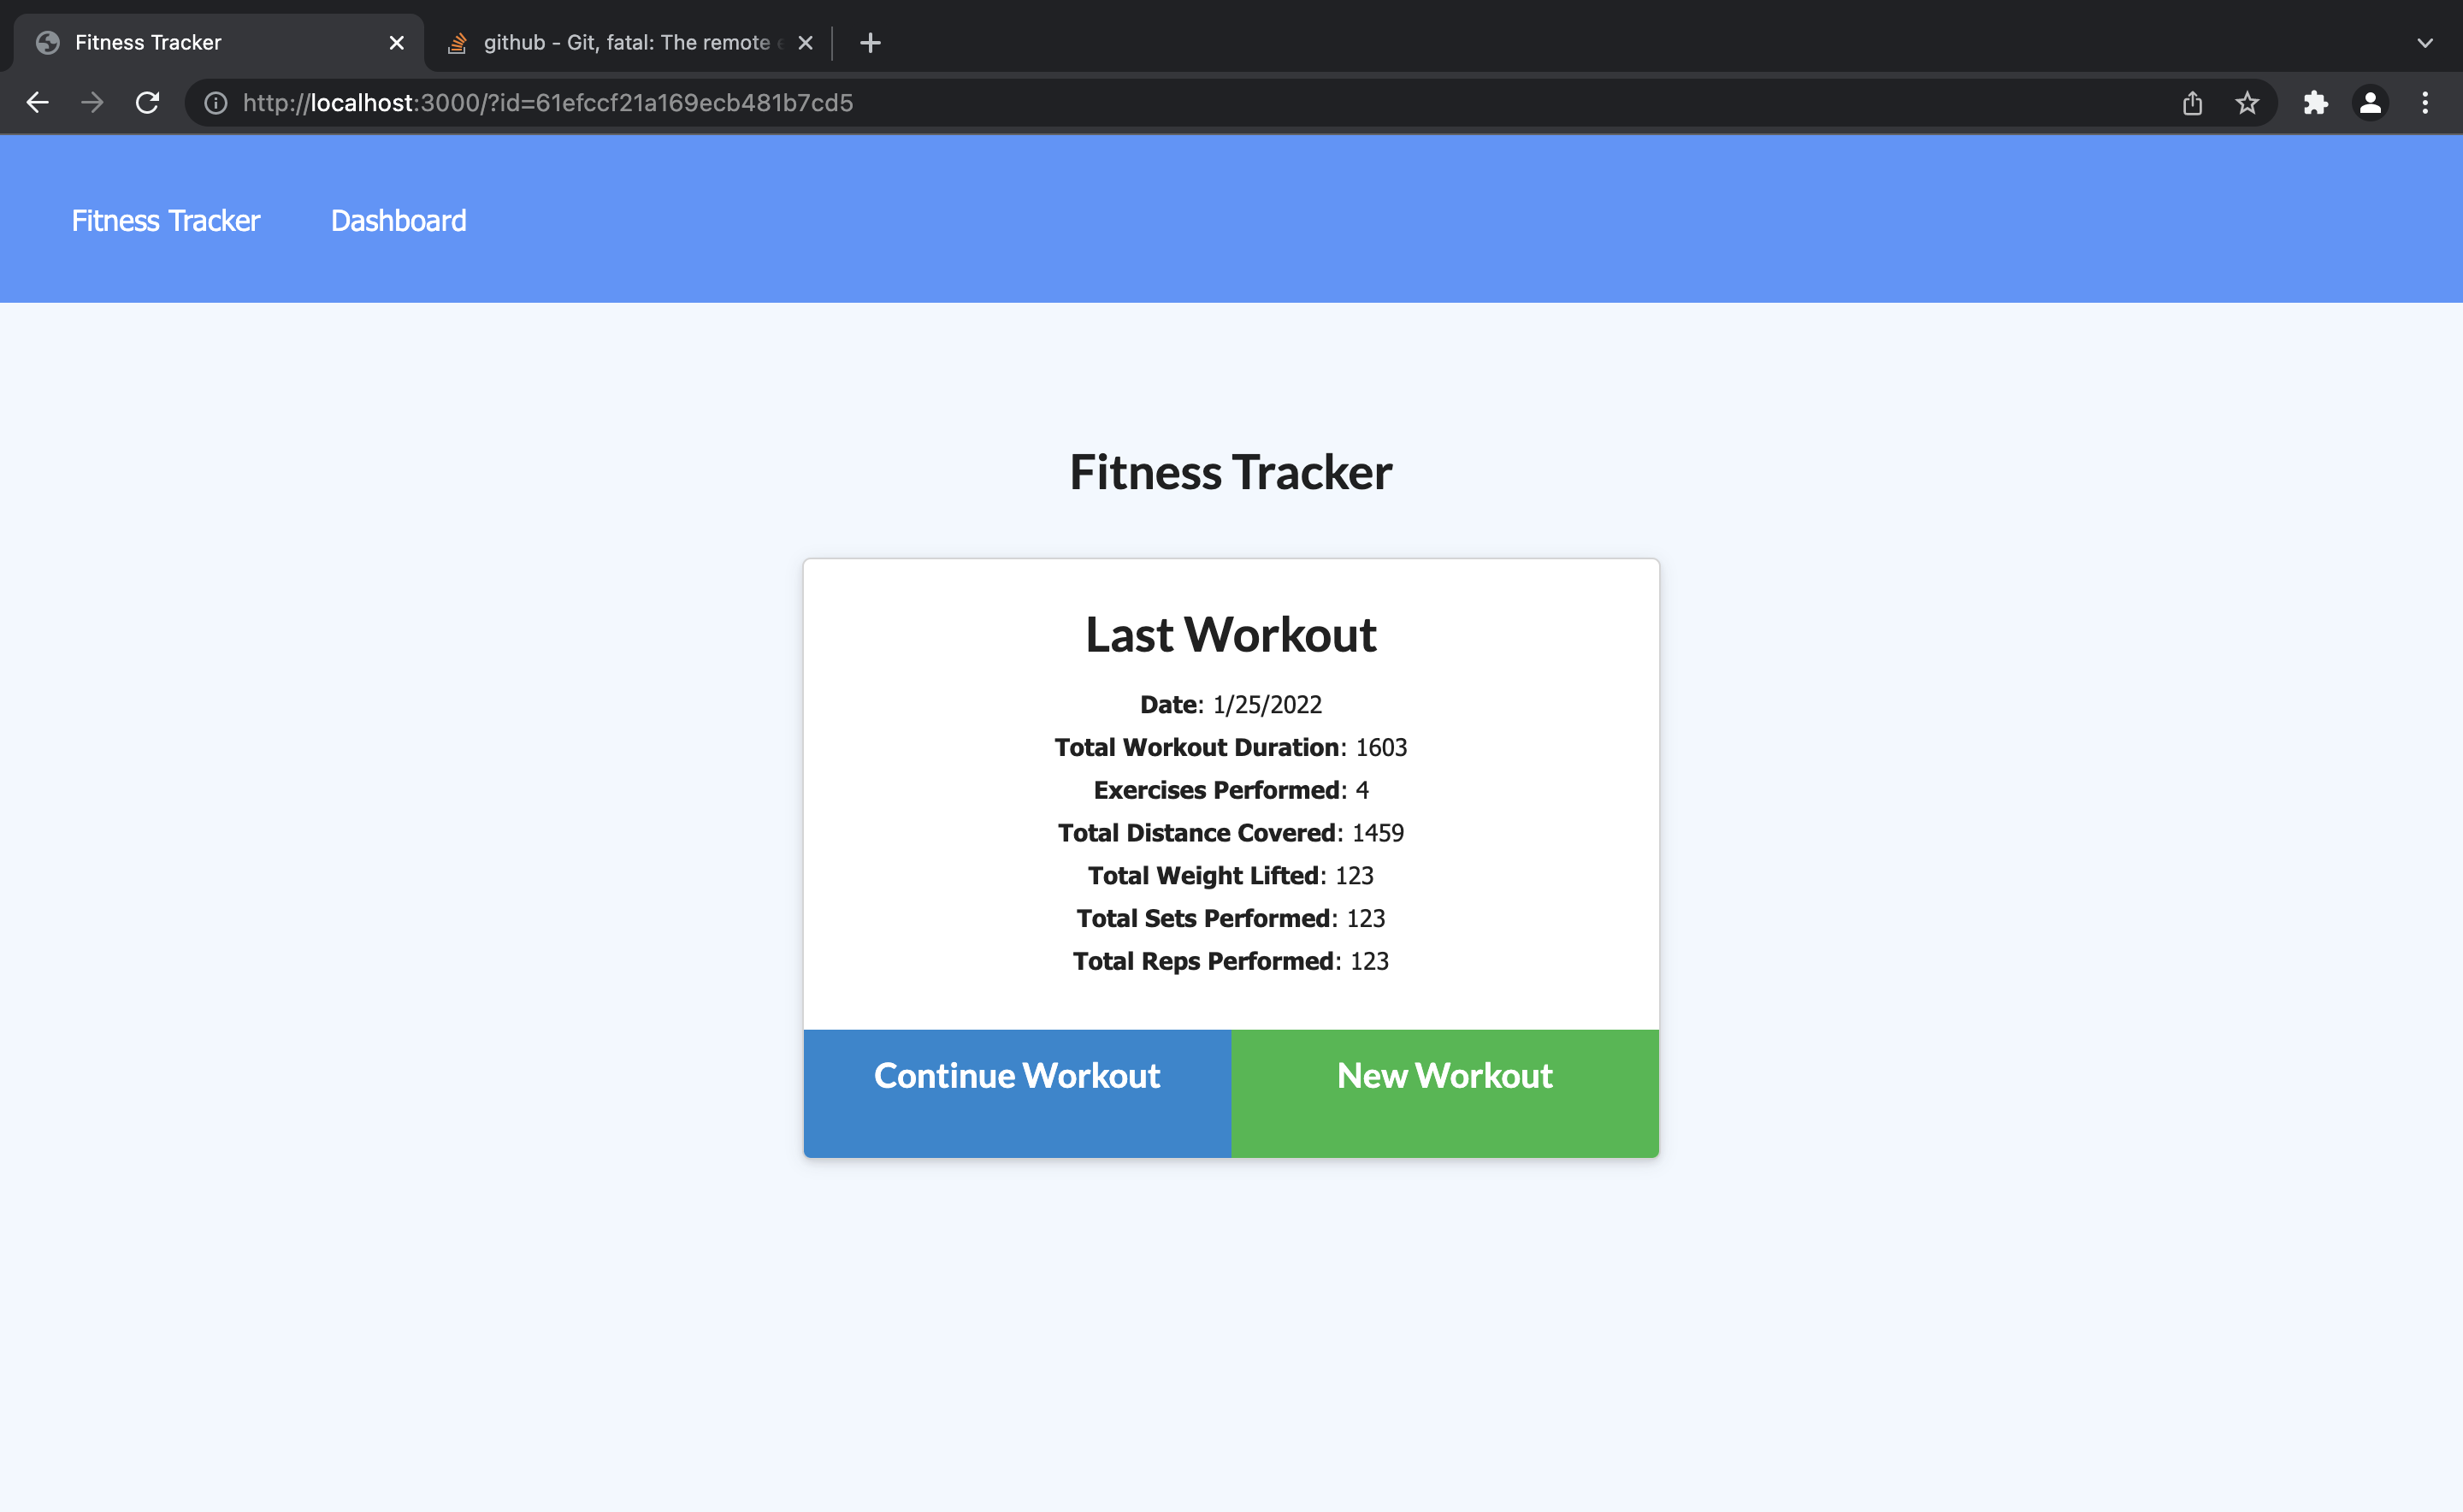 Fitness Tracker
github - Git, fatal: The remote
http://localhost:3000/?id=61efccf21a169ecb481b7cd5
Fitness Tracker Dashboard
Fitness Tracker
Last Workout
Date: 1/25/2022
Total Workout Duration: 1603
Exercises Performed: 4
Total Distance Covered: 1459
Total Weight Lifted: 123
Total Sets Performed: 123
Total Reps Performed: 123
Continue Workout
New Workout